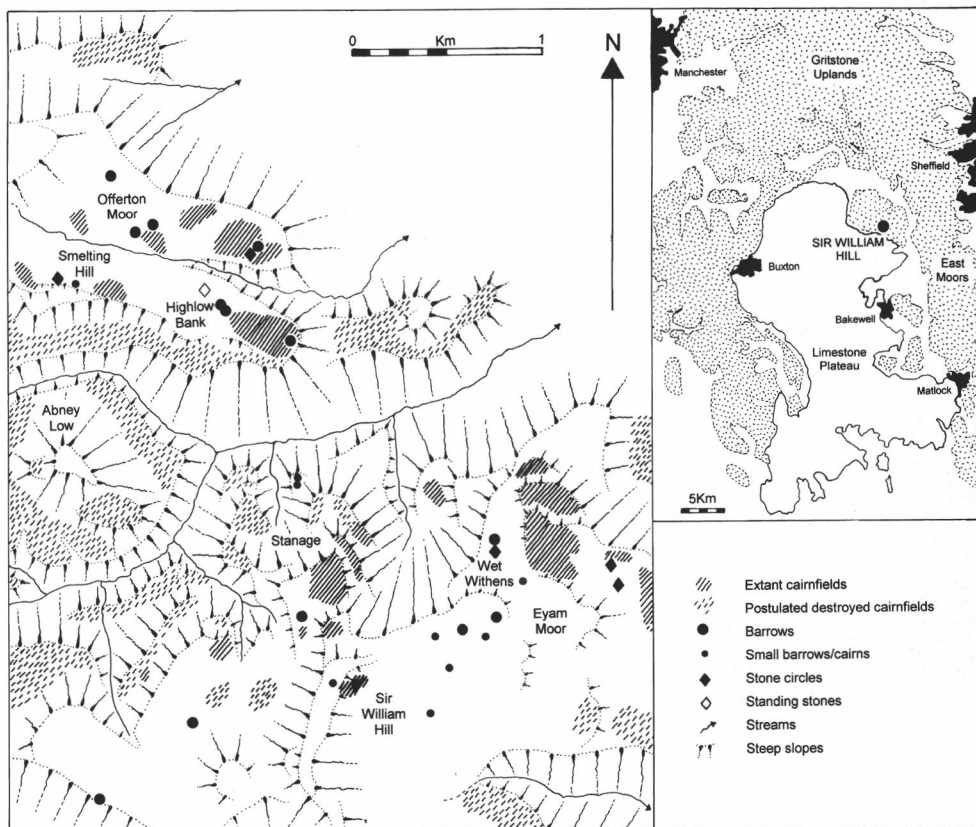 0 Km 1
N
Offerton
Moor
Smelting
Hill
Highlow
Bank
Abney
Low
Stanage
Wet
Withens
Eyam
Moor
Sir
William
Hill
Manchester
Gritstone
Uplands
Sheffield
SIR WILLIAM
HILL
East
Moors
Buxton
Bakewell
Limestone
Plateau
Matlock
5Km
Extant cairnfields
Postulated destroyed cairnfields
Barrows
Small barrows/cairns
Stone circles
Standing stones
Streams
Steep slopes